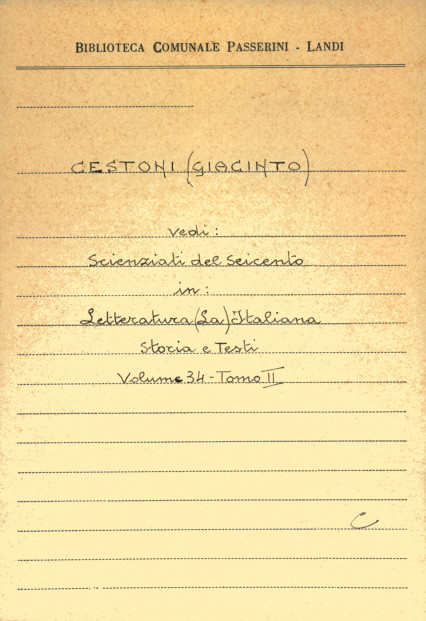 BIBLIOTECA COMUNALE PASSERINI - LANDI
CESTONI (GIACINTO)
Vedi:
Scienziati del Seicento
in:
Letteratura (La) Italiana
Storia e Testi
Volume 34 - Tomo II
C